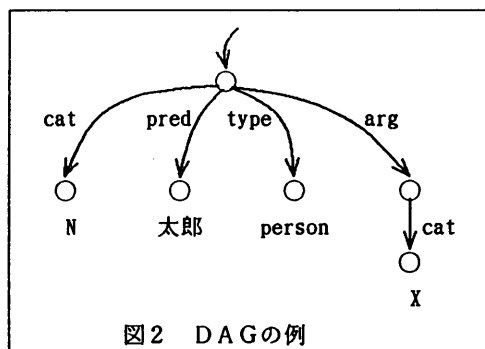 cat pred type arg
N 太郎 person cat
X
図2 DAGの例